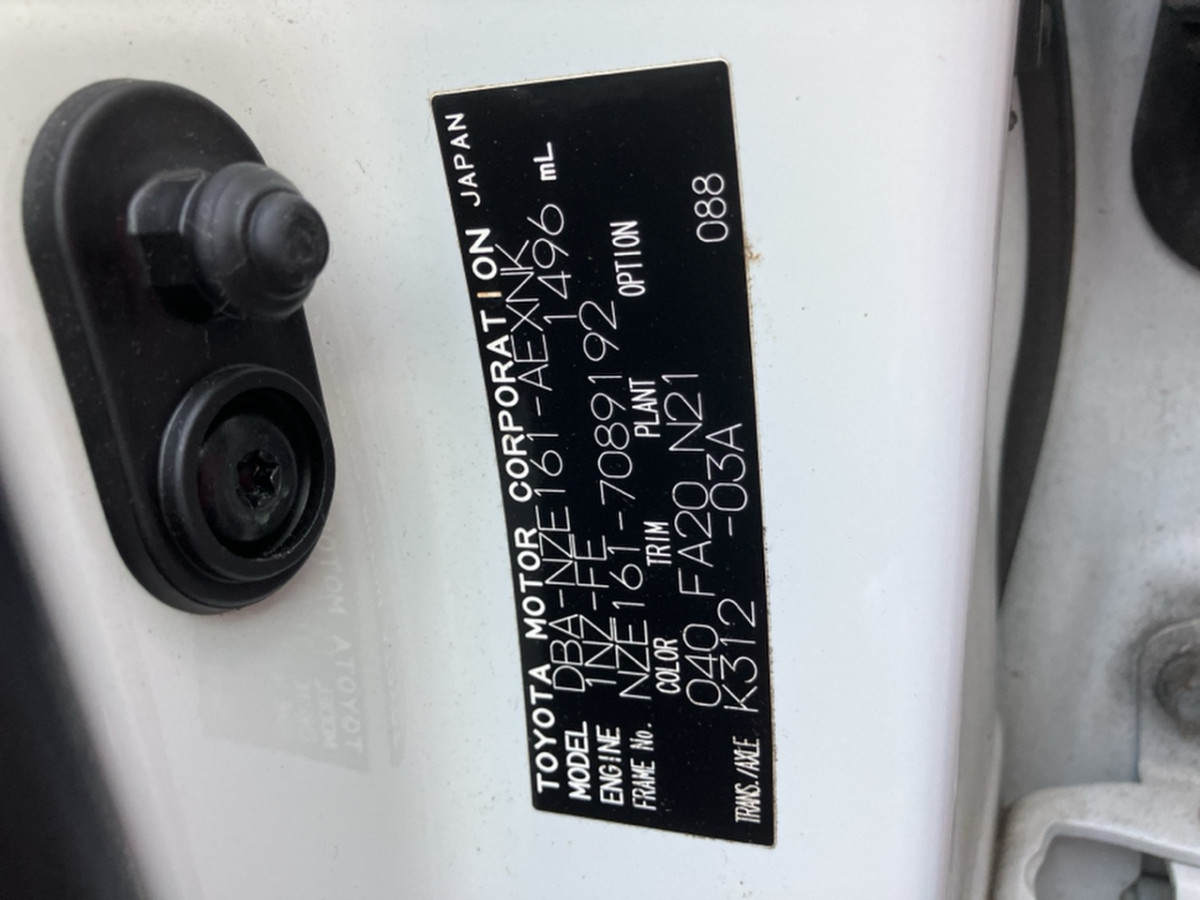 TOYOTA MOTOR CORPORATION JAPAN
MODEL DBA-NZE161-AEXNK
ENGINE 1NZ-FE 1496 mL
FRAME No. NZE161-7089192
COLOR TRIM PLANT OPTION
040 FA20 N21 088
TRANS./AXLE K312 -03A